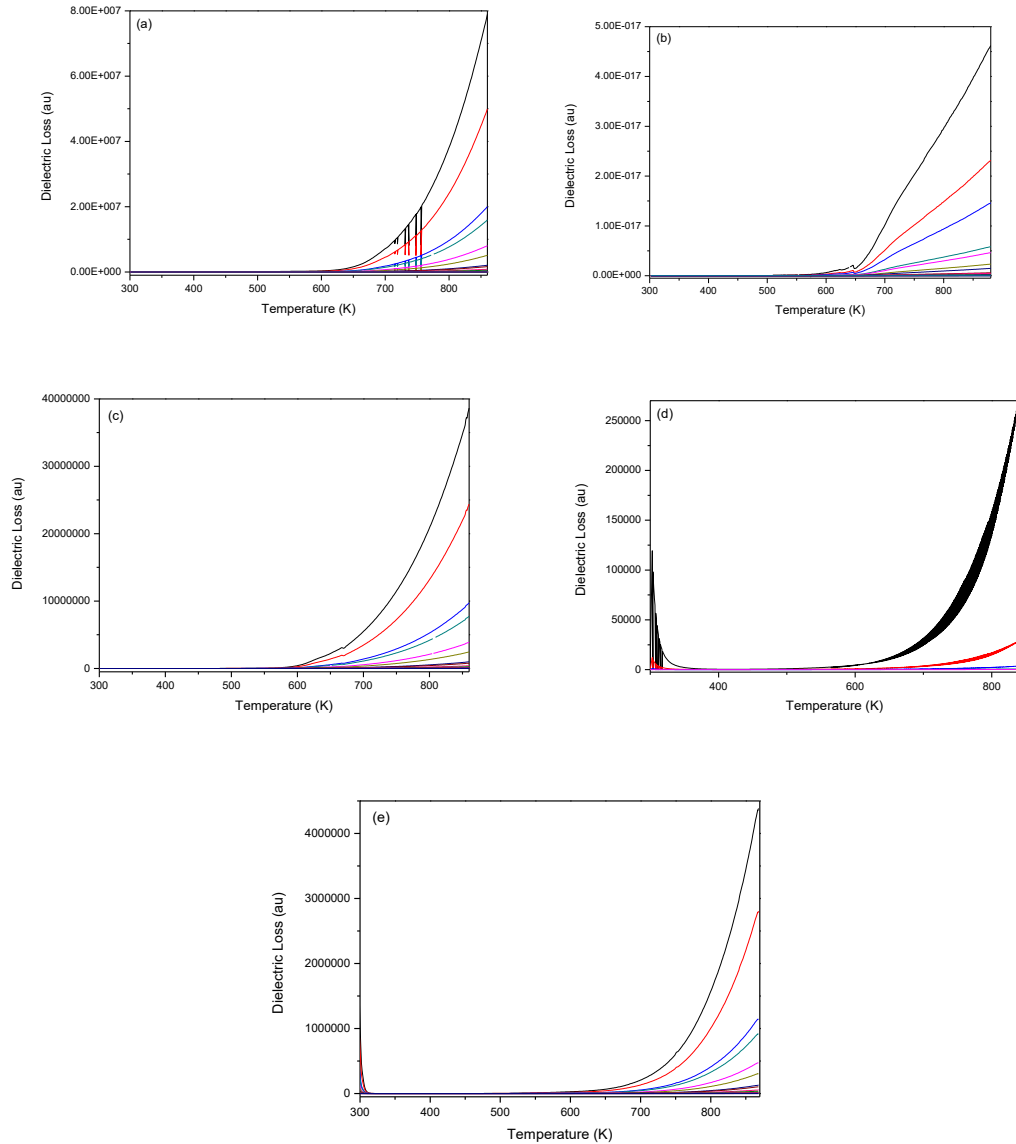 (a)
Dielectric Loss (au)
8.00E+007
6.00E+007
4.00E+007
2.00E+007
0.00E+000
300 400 500 600 700 800
Temperature (K)
(b)
Dielectric Loss (au)
5.00E-017
4.00E-017
3.00E-017
2.00E-017
1.00E-017
0.00E+000
300 400 500 600 700 800
Temperature (K)
(c)
Dielectric Loss (au)
40000000
30000000
20000000
10000000
0
300 400 500 600 700 800
Temperature (K)
(d)
Dielectric Loss (au)
250000
200000
150000
100000
50000
0
400 600 800
Temperature (K)
(e)
Dielectric Loss (au)
4000000
3000000
2000000
1000000
0
300 400 500 600 700 800
Temperature (K)